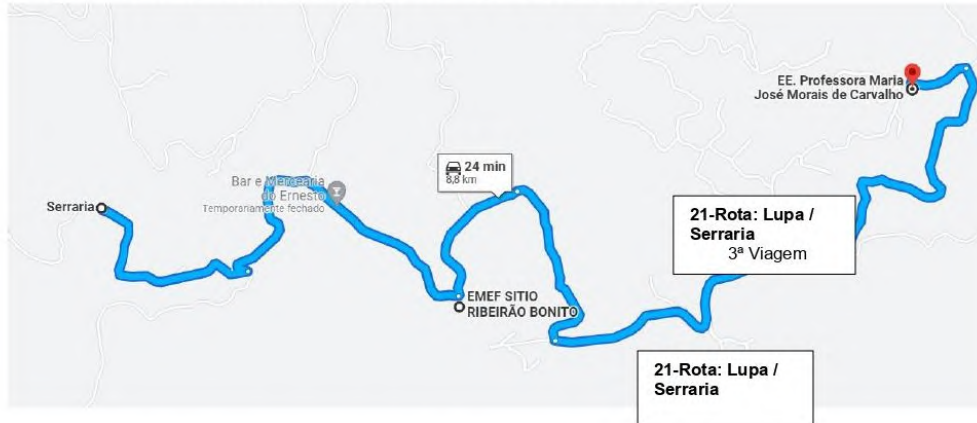 EE. Professora Maria
José Morais de Carvalho
24 min
8,8 km
Bar e Mercearia
do Ernesto
Temporariamente fechado
Serraria
21-Rota: Lupa /
Serraria
3ª Viagem
EMEF SITIO
RIBEIRÃO BONITO
21-Rota: Lupa /
Serraria